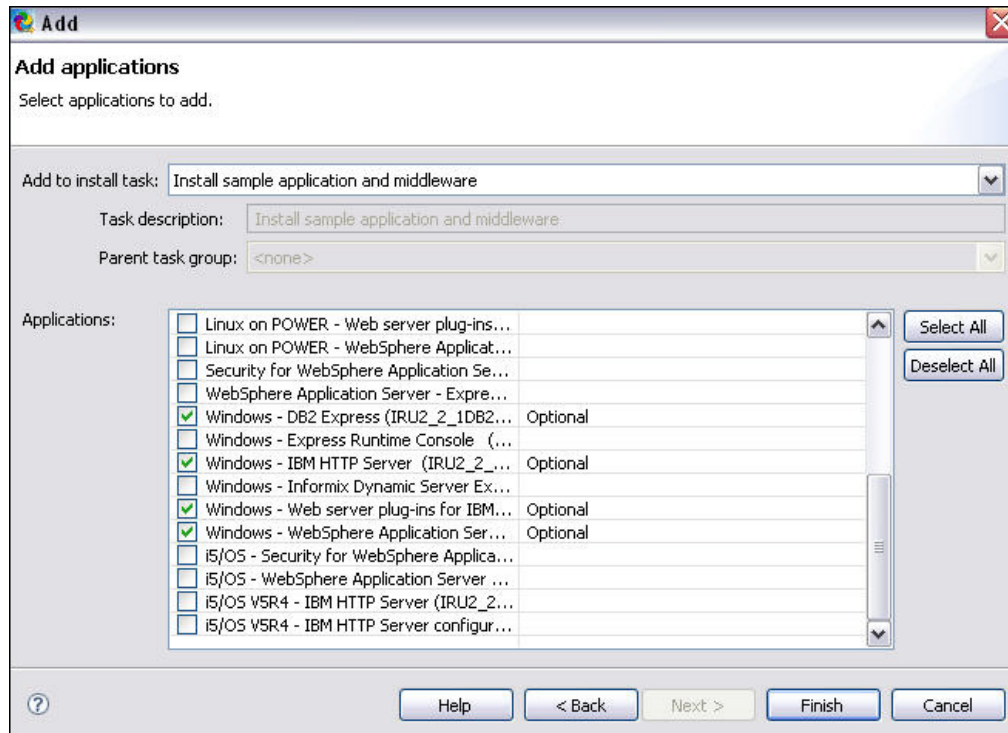 Add
Add applications
Select applications to add.
Add to install task: Install sample application and middleware
Task description: Install sample application and middleware
Parent task group: <none>
Applications:
Linux on POWER - Web server plug-ins...
Linux on POWER - WebSphere Applicat...
Security for WebSphere Application Se...
WebSphere Application Server - Expre...
Windows - DB2 Express (IRU2_2_1DB2... Optional
Windows - Express Runtime Console (...
Windows - IBM HTTP Server (IRU2_2_... Optional
Windows - Informix Dynamic Server Ex...
Windows - Web server plug-ins for IBM... Optional
Windows - WebSphere Application Ser... Optional
i5/OS - Security for WebSphere Applica...
i5/OS - WebSphere Application Server ...
i5/OS V5R4 - IBM HTTP Server (IRU2_2...
i5/OS V5R4 - IBM HTTP Server configur...
Select All
Deselect All
? Help < Back Next > Finish Cancel